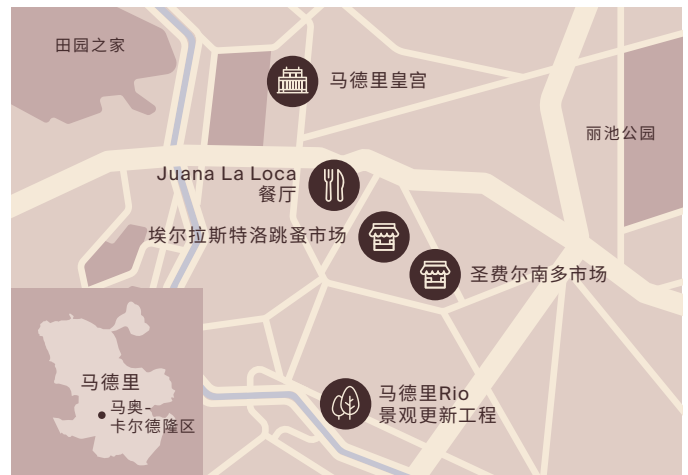 田园之家
马德里皇宫
丽池公园
Juana La Loca
餐厅
埃尔拉斯特洛跳蚤市场
圣费尔南多市场
马德里
马奥-
卡尔德隆区
马德里Rio
景观更新工程